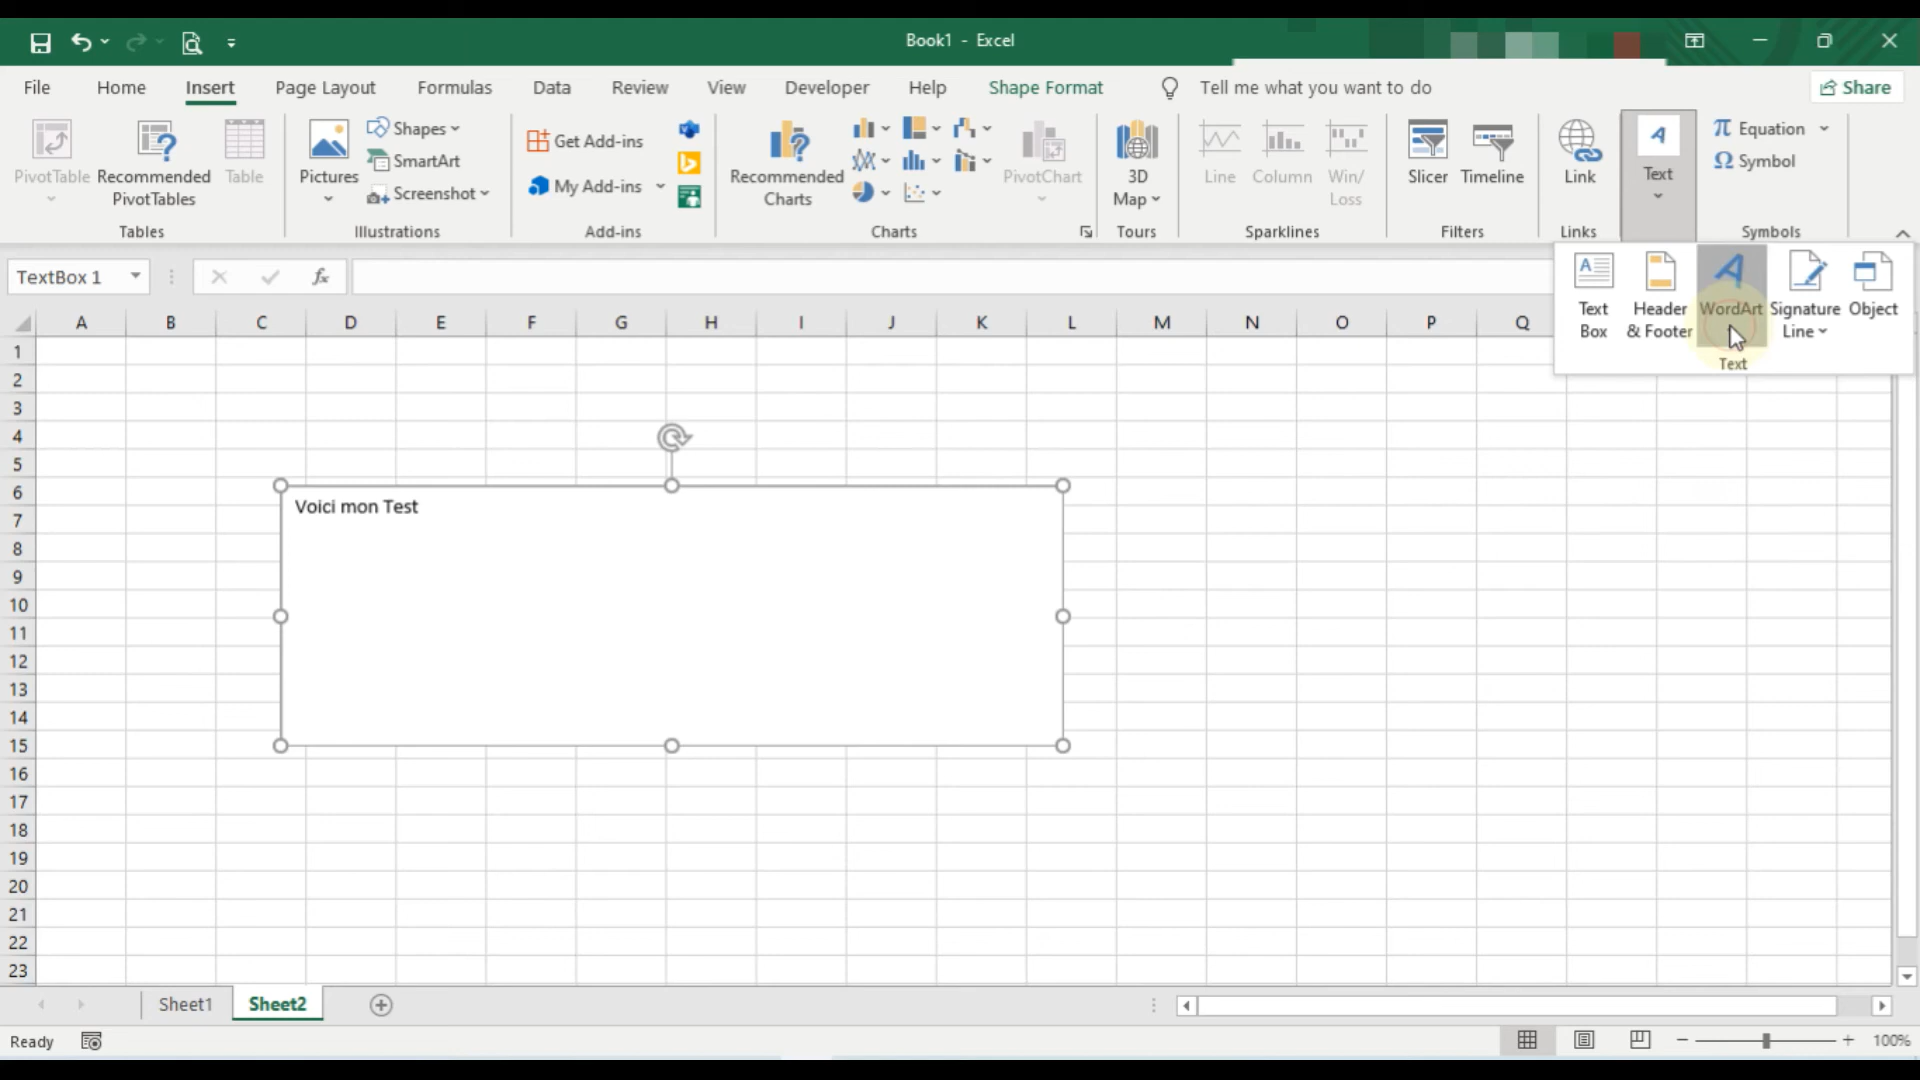 Book1 - Excel
File Home Insert Page Layout Formulas Data Review View Developer Help Shape Format Tell me what you want to do Share
PivotTable
Recommended PivotTables
Table
Tables
Pictures
Shapes
SmartArt
Screenshot
Illustrations
Get Add-ins
My Add-ins
Add-ins
Recommended Charts
PivotChart
Charts
3D Map
Tours
Line
Column
Win/ Loss
Sparklines
Slicer
Timeline
Filters
Link
Links
Text
Equation
Symbol
Symbols
Text Box
Header & Footer
WordArt
Signature Line
Object
Text
TextBox 1
fx
A B C D E F G H I J K L M N O P Q
1
2
3
4
5
6
Voici mon Test
7
8
9
10
11
12
13
14
15
16
17
18
19
20
21
22
23
Sheet1 Sheet2
Ready
100%